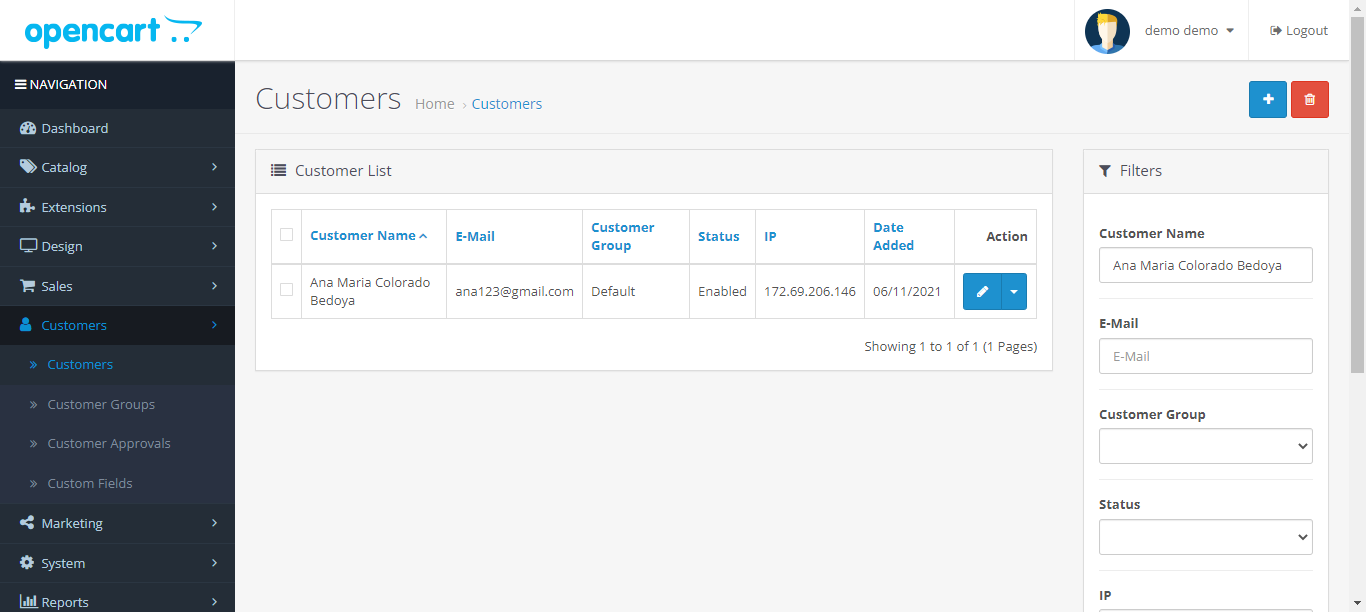 opencart
demo demo
Logout
NAVIGATION
Dashboard
Catalog
Extensions
Design
Sales
Customers
Customers
Customer Groups
Customer Approvals
Custom Fields
Marketing
System
Reports
Customers
Home › Customers
Customer List
Customer Name E-Mail Customer Group Status IP Date Added Action
Ana Maria Colorado Bedoya ana123@gmail.com Default Enabled 172.69.206.146 06/11/2021
Showing 1 to 1 of 1 (1 Pages)
Filters
Customer Name
Ana Maria Colorado Bedoya
E-Mail
E-Mail
Customer Group
Status
IP